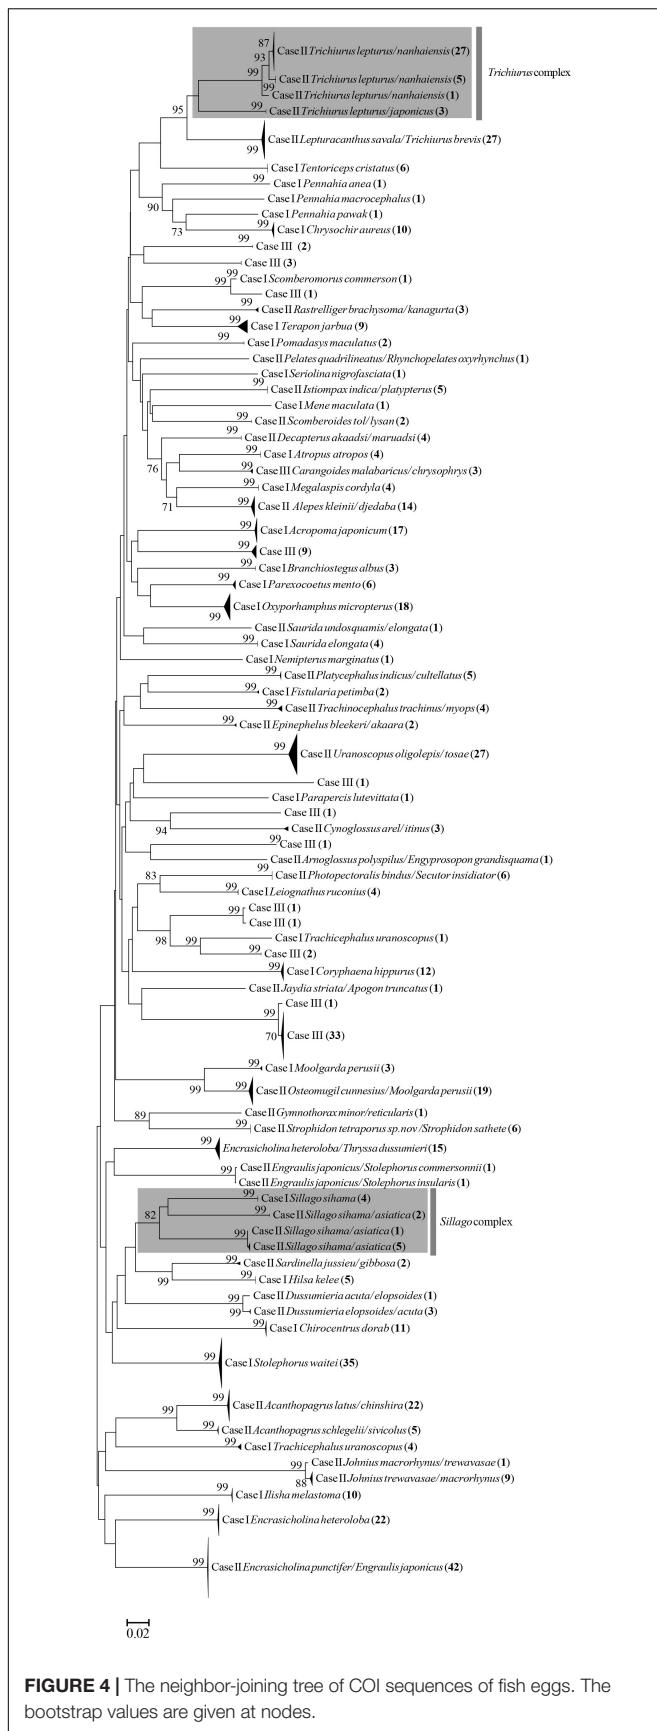 87
Case II Trichiurus lepturus/nanhaiensis (27)
93
99
Case II Trichiurus lepturus/nanhaiensis (5)
Trichiurus complex
99
Case II Trichiurus lepturus/nanhaiensis (1)
99
Case II Trichiurus lepturus/japonicus (3)
95
Case II Lepturacanthus savala/Trichiurus brevis (27)
99
99
Case I Tentoriceps cristatus (6)
99
Case I Pennahia anea (1)
90
Case I Pennahia macrocephalus (1)
Case I Pennahia pawak (1)
73
99
Case I Chrysochir aureus (10)
99
Case III (2)
99
Case III (3)
99
99
Case I Scomberomorus commerson (1)
Case III (1)
99
Case II Rastrelliger brachysoma/kanagurta (3)
99
Case I Terapon jarbua (9)
99
Case I Pomadasys maculatus (2)
Case II Pelates quadrilineatus/Rhynchopelates oxyrhynchus (1)
Case I Seriolina nigrofasciata (1)
99
Case II Istiompax indica/platypterus (5)
Case I Mene maculata (1)
99
Case II Scomberoides tol/lysan (2)
99
Case II Decapterus akaadsi/maruadsi (4)
76
99
Case I Atropus atropos (4)
99
Case III Carangoides malabaricus/chrysophrys (3)
99
Case I Megalaspis cordyla (4)
71
99
Case II Alepes kleinii/djedaba (14)
99
Case I Acropoma japonicum (17)
99
Case III (9)
99
Case I Branchiostegus albus (3)
99
Case I Parexocoetus mento (6)
99
Case I Oxyporhamphus micropterus (18)
Case II Saurida undosquamis/elongata (1)
99
Case I Saurida elongata (4)
Case I Nemipterus marginatus (1)
99
Case II Platycephalus indicus/cultellatus (5)
99
Case I Fistularia petimba (2)
99
Case II Trachinocephalus trachinus/myops (4)
99
Case II Epinephelus bleekeri/akaara (2)
99
Case II Uranoscopus oligolepis/tosae (27)
Case III (1)
Case I Parapercis lutevittata (1)
Case III (1)
94
Case II Cynoglossus arel/itinus (3)
99
Case III (1)
Case II Arnoglossus polyspilus/Engyprosopon grandisquama (1)
83
99
Case II Photopectoralis bindus/Secutor insidiator (6)
99
Case I Leiognathus ruconius (4)
99
Case III (1)
Case III (1)
98
99
Case I Trachicephalus uranoscopus (1)
99
Case III (2)
99
Case I Coryphaena hippurus (12)
Case II Jaydia striata/Apogon truncatus (1)
Case III (1)
99
70
Case III (33)
99
Case I Moolgarda perusii (3)
99
99
Case II Osteomugil cunnesius/Moolgarda perusii (19)
89
Case II Gymnothorax minor/reticularis (1)
99
Case II Strophidon tetraporus sp.nov /Strophidon sathete (6)
99
Encrasicholina heteroloba/Thryssa dussumieri (15)
99
Case II Engraulis japonicus/Stolephorus commersonnii (1)
Case II Engraulis japonicus/Stolephorus insularis (1)
99
Case I Sillago sihama (4)
82
99
Case II Sillago sihama/asiatica (2)
Sillago complex
99
Case II Sillago sihama/asiatica (1)
Case II Sillago sihama/asiatica (5)
99
Case II Sardinella jussieu/gibbosa (2)
99
99
Case I Hilsa kelee (5)
99
Case II Dussumieria acuta/elopsoides (1)
99
Case II Dussumieria elopsoides/acuta (3)
99
Case I Chirocentrus dorab (11)
99
Case I Stolephorus waitei (35)
99
Case II Acanthopagrus latus/chinshira (22)
99
99
Case II Acanthopagrus schlegelii/sivicolus (5)
99
Case I Trachicephalus uranoscopus (4)
99
Case II Johnius macrorhynus/trewavasae (1)
88
Case II Johnius trewavasae/macrorhynus (9)
99
Case I Ilisha melastoma (10)
99
Case I Encrasicholina heteroloba (22)
99
Case II Encrasicholina punctifer/Engraulis japonicus (42)
0.02
FIGURE 4 | The neighbor-joining tree of COI sequences of fish eggs. The
bootstrap values are given at nodes.